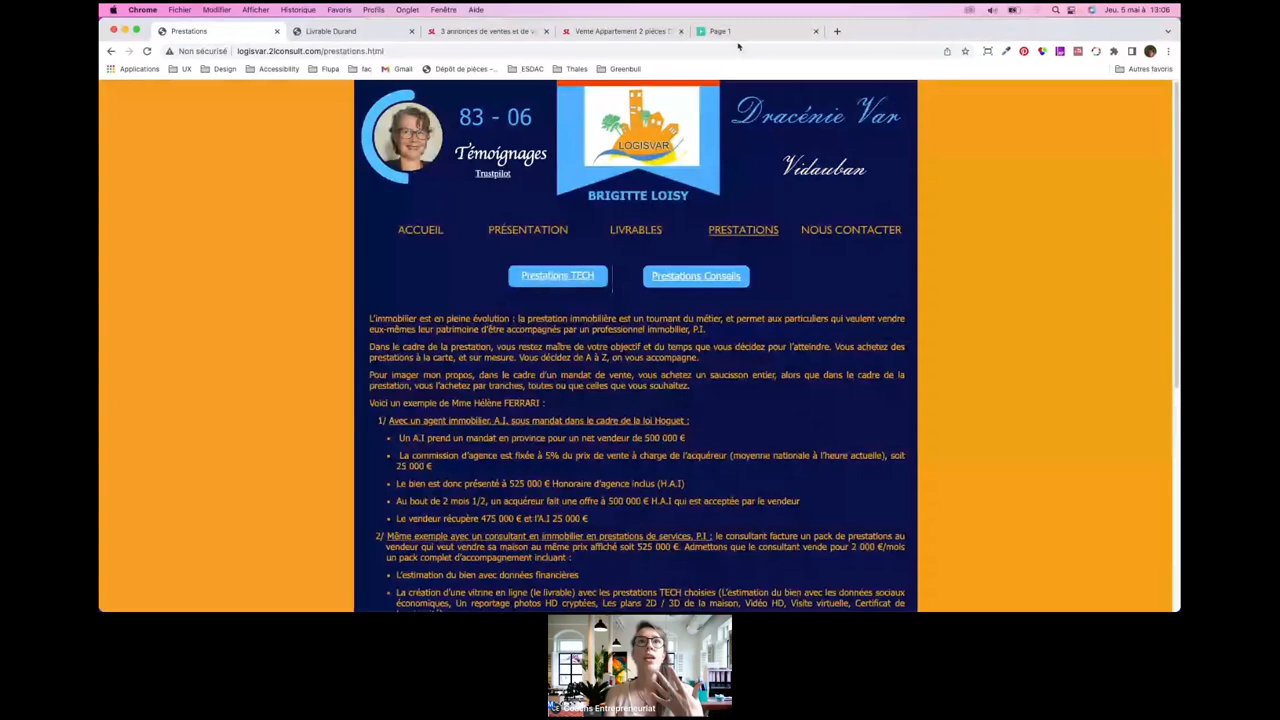 Chrome Fichier Modifier Afficher Historique Favoris Profils Onglet Fenêtre Aide Jeu. 5 mai à 13:06
Prestations Livrable Durand 3 annonces de ventes et de v Vente Appartement 2 pièces Page 1
Non sécurisé logisvar.2lconsult.com/prestations.html
Applications UX Design Flupa fac Gmail Dépôt de pièces -... ESDAC Thales Greenbull Autres favoris
83 - 06
Témoignages
Trustpilot
LOGISVAR
BRIGITTE LOISY
Dracénie Var
Vidauban
ACCUEIL PRÉSENTATION LIVRABLES PRESTATIONS NOUS CONTACTER
Prestations TECH Prestations Conseils
L'immobilier est en pleine évolution : la prestation immobilière est un tournant du métier, et permet aux particuliers qui veulent vendre
eux-mêmes leur patrimoine d'être accompagnés par un professionnel immobilier, P.I.
Dans le cadre de la prestation, vous restez maître de votre objectif et du temps que vous décidez pour l'atteindre. Vous achetez des
prestations à la carte, et sur mesure. Vous décidez de A à Z, on vous accompagne.
Pour imager mon propos, dans le cadre d'un mandat de vente, vous achetez un saucisson entier, alors que dans le cadre de la
prestation, vous l'achetez par tranches, toutes ou que celles que vous souhaitez.
Voici un exemple de Mme Hélène FERRARI :
1/ Avec un agent immobilier, A.I, sous mandat dans le cadre de la loi Hoguet :
• Un A.I prend un mandat en province pour un net vendeur de 500 000 €
• La commission d'agence est fixée à 5% du prix de vente à charge de l'acquéreur (moyenne nationale à l'heure actuelle), soit
25 000 €
• Le bien est donc présenté à 525 000 € Honoraire d'agence inclus (H.A.I)
• Au bout de 2 mois 1/2, un acquéreur fait une offre à 500 000 € H.A.I qui est acceptée par le vendeur
• Le vendeur récupère 475 000 € et l'A.I 25 000 €
2/ Même exemple avec un consultant en immobilier en prestations de services, P.I : le consultant facture un pack de prestations au
vendeur qui veut vendre sa maison au même prix affiché soit 525 000 €. Admettons que le consultant vende pour 2 000 €/mois
un pack complet d'accompagnement incluant :
• L'estimation du bien avec données financières
• La création d'une vitrine en ligne (le livrable) avec les prestations TECH choisies (L'estimation du bien avec les données sociaux
économiques, Un reportage photos HD cryptées, Les plans 2D / 3D de la maison, Vidéo HD, Visite virtuelle, Certificat de
Entrepreneuriat